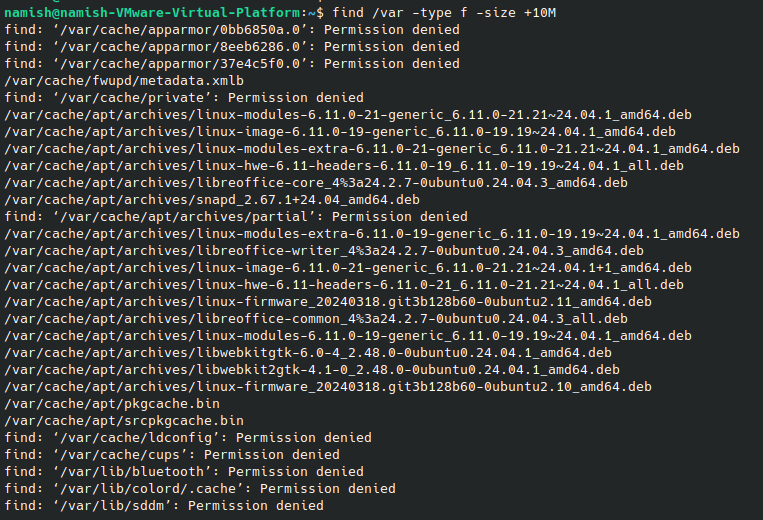 namish@namish-VMware-Virtual-Platform:~$ find /var -type f -size +10M
find: ‘/var/cache/apparmor/0bb6850a.0’: Permission denied
find: ‘/var/cache/apparmor/8eeb6286.0’: Permission denied
find: ‘/var/cache/apparmor/37e4c5f0.0’: Permission denied
/var/cache/fwupd/metadata.xmlb
find: ‘/var/cache/private’: Permission denied
/var/cache/apt/archives/linux-modules-6.11.0-21-generic_6.11.0-21.21~24.04.1_amd64.deb
/var/cache/apt/archives/linux-image-6.11.0-19-generic_6.11.0-19.19~24.04.1_amd64.deb
/var/cache/apt/archives/linux-modules-extra-6.11.0-21-generic_6.11.0-21.21~24.04.1_amd64.deb
/var/cache/apt/archives/linux-hwe-6.11-headers-6.11.0-19_6.11.0-19.19~24.04.1_all.deb
/var/cache/apt/archives/libreoffice-core_4%3a24.2.7-0ubuntu0.24.04.3_amd64.deb
/var/cache/apt/archives/snapd_2.67.1+24.04_amd64.deb
find: ‘/var/cache/apt/archives/partial’: Permission denied
/var/cache/apt/archives/linux-modules-extra-6.11.0-19-generic_6.11.0-19.19~24.04.1_amd64.deb
/var/cache/apt/archives/libreoffice-writer_4%3a24.2.7-0ubuntu0.24.04.3_amd64.deb
/var/cache/apt/archives/linux-image-6.11.0-21-generic_6.11.0-21.21~24.04.1+1_amd64.deb
/var/cache/apt/archives/linux-hwe-6.11-headers-6.11.0-21_6.11.0-21.21~24.04.1_all.deb
/var/cache/apt/archives/linux-firmware_20240318.git3b128b60-0ubuntu2.11_amd64.deb
/var/cache/apt/archives/libreoffice-common_4%3a24.2.7-0ubuntu0.24.04.3_all.deb
/var/cache/apt/archives/linux-modules-6.11.0-19-generic_6.11.0-19.19~24.04.1_amd64.deb
/var/cache/apt/archives/libwebkitgtk-6.0-4_2.48.0-0ubuntu0.24.04.1_amd64.deb
/var/cache/apt/archives/libwebkit2gtk-4.1-0_2.48.0-0ubuntu0.24.04.1_amd64.deb
/var/cache/apt/archives/linux-firmware_20240318.git3b128b60-0ubuntu2.10_amd64.deb
/var/cache/apt/pkgcache.bin
/var/cache/apt/srcpkgcache.bin
find: ‘/var/cache/ldconfig’: Permission denied
find: ‘/var/cache/cups’: Permission denied
find: ‘/var/lib/bluetooth’: Permission denied
find: ‘/var/lib/colord/.cache’: Permission denied
find: ‘/var/lib/sddm’: Permission denied